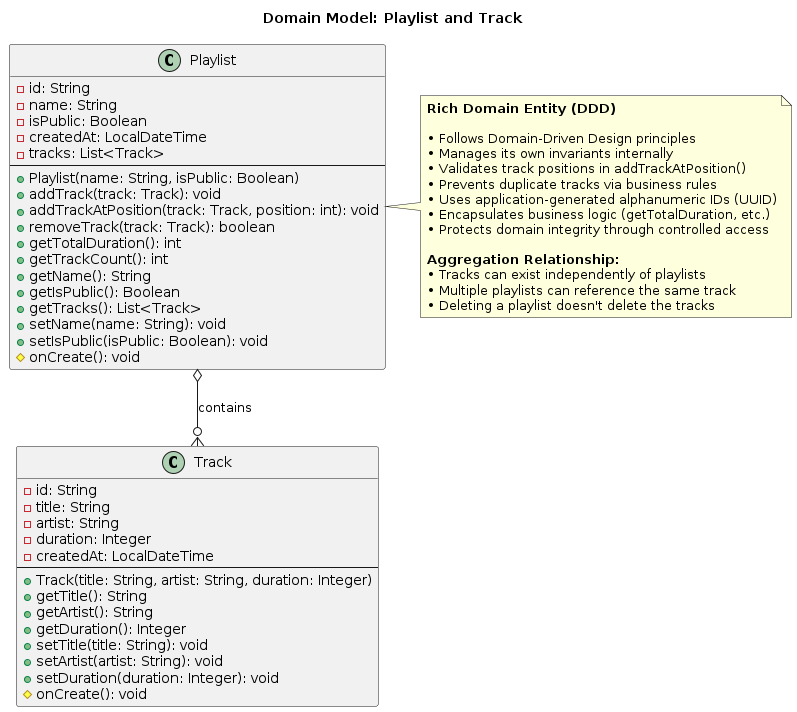 Domain Model: Playlist and Track
C Playlist
id: String
name: String
isPublic: Boolean
createdAt: LocalDateTime
tracks: List<Track>
Playlist(name: String, isPublic: Boolean)
addTrack(track: Track): void
addTrackAtPosition(track: Track, position: int): void
removeTrack(track: Track): boolean
getTotalDuration(): int
getTrackCount(): int
getName(): String
getIsPublic(): Boolean
getTracks(): List<Track>
setName(name: String): void
setIsPublic(isPublic: Boolean): void
onCreate(): void
Rich Domain Entity (DDD)
• Follows Domain-Driven Design principles
• Manages its own invariants internally
• Validates track positions in addTrackAtPosition()
• Prevents duplicate tracks via business rules
• Uses application-generated alphanumeric IDs (UUID)
• Encapsulates business logic (getTotalDuration, etc.)
• Protects domain integrity through controlled access
Aggregation Relationship:
• Tracks can exist independently of playlists
• Multiple playlists can reference the same track
• Deleting a playlist doesn't delete the tracks
contains
C Track
id: String
title: String
artist: String
duration: Integer
createdAt: LocalDateTime
Track(title: String, artist: String, duration: Integer)
getTitle(): String
getArtist(): String
getDuration(): Integer
setTitle(title: String): void
setArtist(artist: String): void
setDuration(duration: Integer): void
onCreate(): void